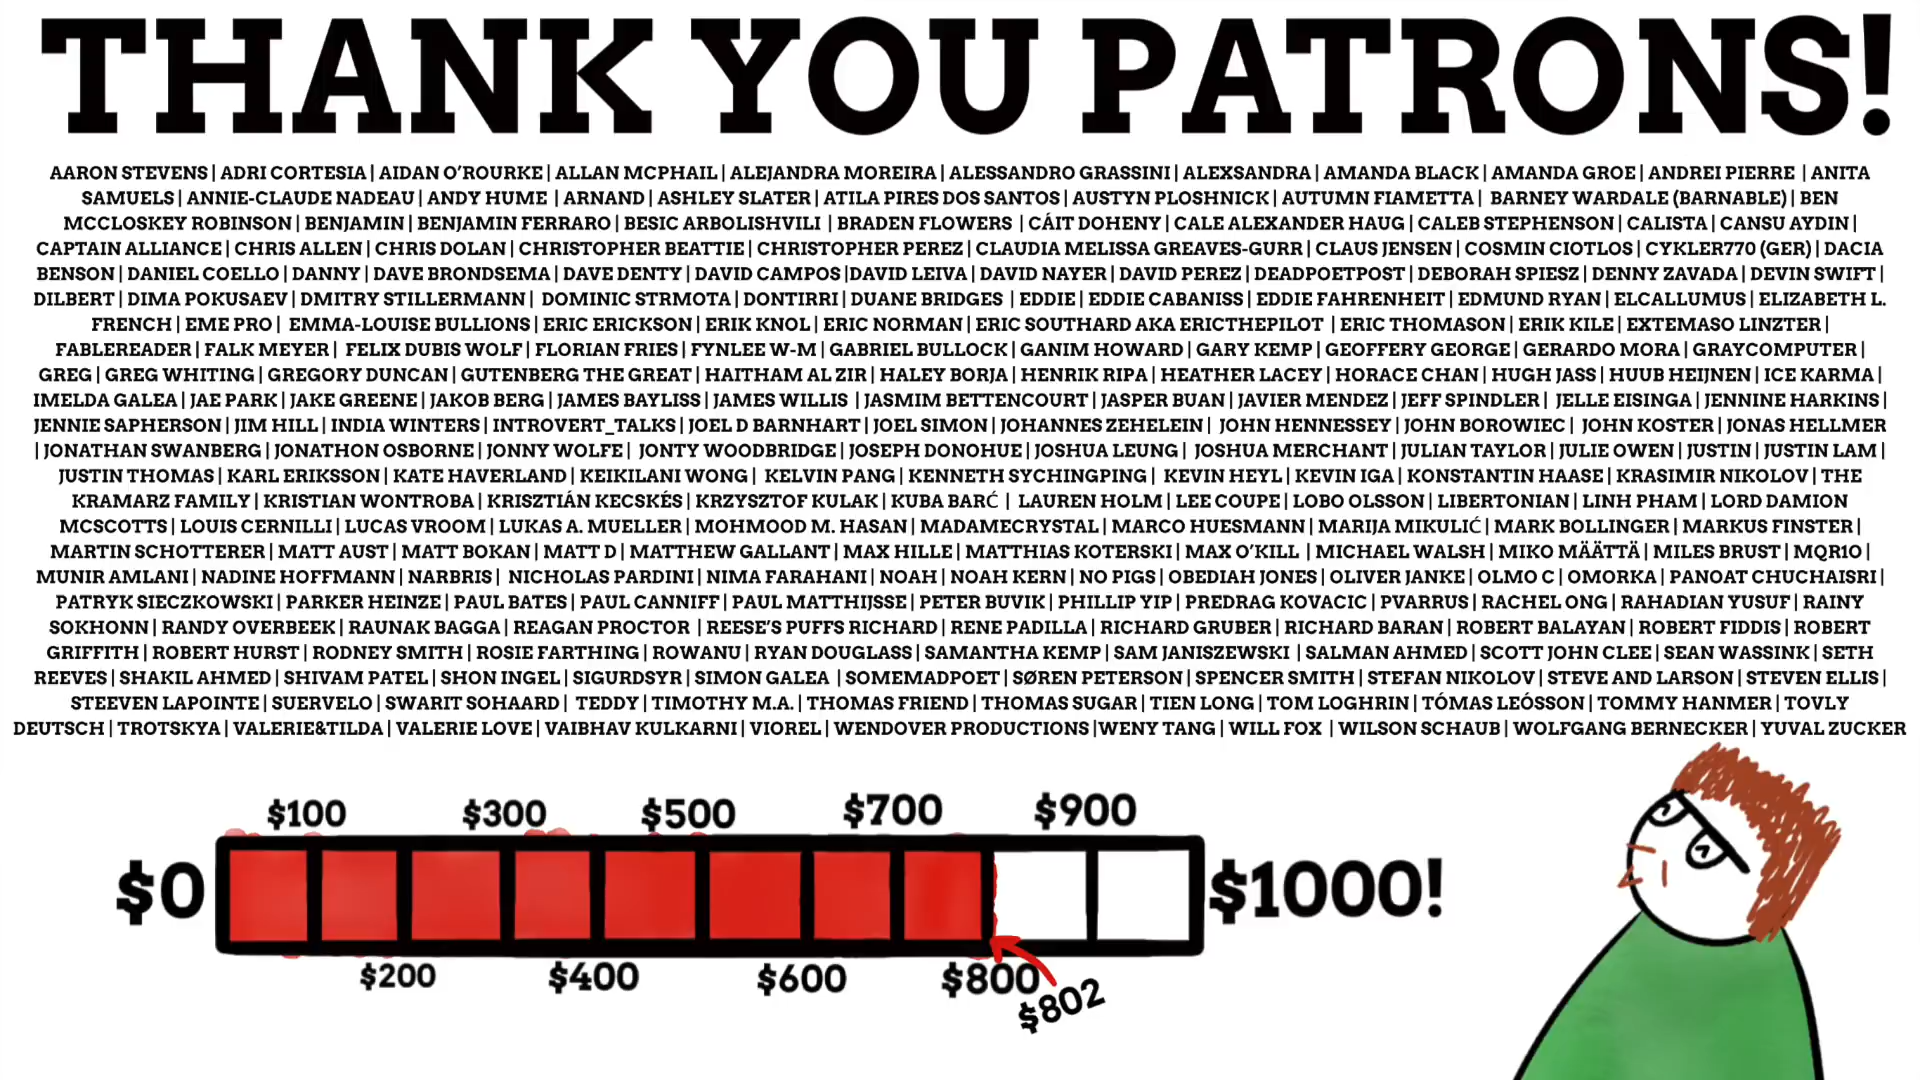 THANK YOU PATRONS!
AARON STEVENS | ADRI CORTESIA | AIDAN O'ROURKE | ALLAN MCPHAIL | ALEJANDRA MOREIRA | ALESSANDRO GRASSINI | ALEXSANDRA | AMANDA BLACK | AMANDA GROE | ANDREI PIERRE | ANITA
SAMUELS | ANNIE-CLAUDE NADEAU | ANDY HUME | ARNAND | ASHLEY SLATER | ATILA PIRES DOS SANTOS | AUSTYN PLOSHNICK | AUTUMN FIAMETTA | BARNEY WARDALE (BARNABLE) | BEN
MCCLOSKEY ROBINSON | BENJAMIN | BENJAMIN FERRARO | BESIC ARBOLISHVILI | BRADEN FLOWERS | CÁIT DOHENY | CALE ALEXANDER HAUG | CALEB STEPHENSON | CALISTA | CANSU AYDIN |
CAPTAIN ALLIANCE | CHRIS ALLEN | CHRIS DOLAN | CHRISTOPHER BEATTIE | CHRISTOPHER PEREZ | CLAUDIA MELISSA GREAVES-GURR | CLAUS JENSEN | COSMIN CIOTLOS | CYKLER770 (GER) | DACIA
BENSON | DANIEL COELLO | DANNY | DAVE BRONDSEMA | DAVE DENTY | DAVID CAMPOS |DAVID LEIVA | DAVID NAYER | DAVID PEREZ | DEADPOETPOST | DEBORAH SPIESZ | DENNY ZAVADA | DEVIN SWIFT |
DILBERT | DIMA POKUSAEV | DMITRY STILLERMANN | DOMINIC STRMOTA | DONTIRRI | DUANE BRIDGES | EDDIE | EDDIE CABANISS | EDDIE FAHRENHEIT | EDMUND RYAN | ELCALLUMUS | ELIZABETH L.
FRENCH | EME PRO | EMMA-LOUISE BULLIONS | ERIC ERICKSON | ERIK KNOL | ERIC NORMAN | ERIC SOUTHARD AKA ERICTHEPILOT | ERIC THOMASON | ERIK KILE | EXTEMASO LINZTER |
FABLEREADER | FALK MEYER | FELIX DUBIS WOLF | FLORIAN FRIES | FYNLEE W-M | GABRIEL BULLOCK | GANIM HOWARD | GARY KEMP | GEOFFERY GEORGE | GERARDO MORA | GRAYCOMPUTER |
GREG | GREG WHITING | GREGORY DUNCAN | GUTENBERG THE GREAT | HAITHAM AL ZIR | HALEY BORJA | HENRIK RIPA | HEATHER LACEY | HORACE CHAN | HUGH JASS | HUUB HEIJNEN | ICE KARMA |
IMELDA GALEA | JAE PARK | JAKE GREENE | JAKOB BERG | JAMES BAYLISS | JAMES WILLIS | JASMIM BETTENCOURT | JASPER BUAN | JAVIER MENDEZ | JEFF SPINDLER | JELLE EISINGA | JENNINE HARKINS |
JENNIE SAPHERSON | JIM HILL | INDIA WINTERS | INTROVERT_TALKS | JOEL D BARNHART | JOEL SIMON | JOHANNES ZEHELEIN | JOHN HENNESSEY | JOHN BOROWIEC | JOHN KOSTER | JONAS HELLMER
| JONATHAN SWANBERG | JONATHON OSBORNE | JONNY WOLFE | JONTY WOODBRIDGE | JOSEPH DONOHUE | JOSHUA LEUNG | JOSHUA MERCHANT | JULIAN TAYLOR | JULIE OWEN | JUSTIN | JUSTIN LAM |
JUSTIN THOMAS | KARL ERIKSSON | KATE HAVERLAND | KEIKILANI WONG | KELVIN PANG | KENNETH SYCHINGPING | KEVIN HEYL | KEVIN IGA | KONSTANTIN HAASE | KRASIMIR NIKOLOV | THE
KRAMARZ FAMILY | KRISTIAN WONTROBA | KRISZTIÁN KECSKÉS | KRZYSZTOF KULAK | KUBA BARĆ | LAUREN HOLM | LEE COUPE | LOBO OLSSON | LIBERTONIAN | LINH PHAM | LORD DAMION
MCSCOTTS | LOUIS CERNILLI | LUCAS VROOM | LUKAS A. MUELLER | MOHMOOD M. HASAN | MADAMECRYSTAL | MARCO HUESMANN | MARIJA MIKULIĆ | MARK BOLLINGER | MARKUS FINSTER |
MARTIN SCHOTTERER | MATT AUST | MATT BOKAN | MATT D | MATTHEW GALLANT | MAX HILLE | MATTHIAS KOTERSKI | MAX O'KILL | MICHAEL WALSH | MIKO MÄÄTTÄ | MILES BRUST | MQR10 |
MUNIR AMLANI | NADINE HOFFMANN | NARBRIS | NICHOLAS PARDINI | NIMA FARAHANI | NOAH | NOAH KERN | NO PIGS | OBEDIAH JONES | OLIVER JANKE | OLMO C | OMORKA | PANOAT CHUCHAISRI |
PATRYK SIECZKOWSKI | PARKER HEINZE | PAUL BATES | PAUL CANNIFF | PAUL MATTHIJSSE | PETER BUVIK | PHILLIP YIP | PREDRAG KOVACIC | PVARRUS | RACHEL ONG | RAHADIAN YUSUF | RAINY
SOKHONN | RANDY OVERBEEK | RAUNAK BAGGA | REAGAN PROCTOR | REESE'S PUFFS RICHARD | RENE PADILLA | RICHARD GRUBER | RICHARD BARAN | ROBERT BALAYAN | ROBERT FIDDIS | ROBERT
GRIFFITH | ROBERT HURST | RODNEY SMITH | ROSIE FARTHING | ROWANU | RYAN DOUGLASS | SAMANTHA KEMP | SAM JANISZEWSKI | SALMAN AHMED | SCOTT JOHN CLEE | SEAN WASSINK | SETH
REEVES | SHAKIL AHMED | SHIVAM PATEL | SHON INGEL | SIGURDSYR | SIMON GALEA | SOMEMADPOET | SØREN PETERSON | SPENCER SMITH | STEFAN NIKOLOV | STEVE AND LARSON | STEVEN ELLIS |
STEEVEN LAPOINTE | SUERVELO | SWARIT SOHAARD | TEDDY | TIMOTHY M.A. | THOMAS FRIEND | THOMAS SUGAR | TIEN LONG | TOM LOGHRIN | TÓMAS LEÓSSON | TOMMY HANMER | TOVLY
DEUTSCH | TROTSKYA | VALERIE&TILDA | VALERIE LOVE | VAIBHAV KULKARNI | VIOREL | WENDOVER PRODUCTIONS |WENY TANG | WILL FOX | WILSON SCHAUB | WOLFGANG BERNECKER | YUVAL ZUCKER
$100 $300 $500 $700 $900
$0 $1000!
$200 $400 $600 $800
$802